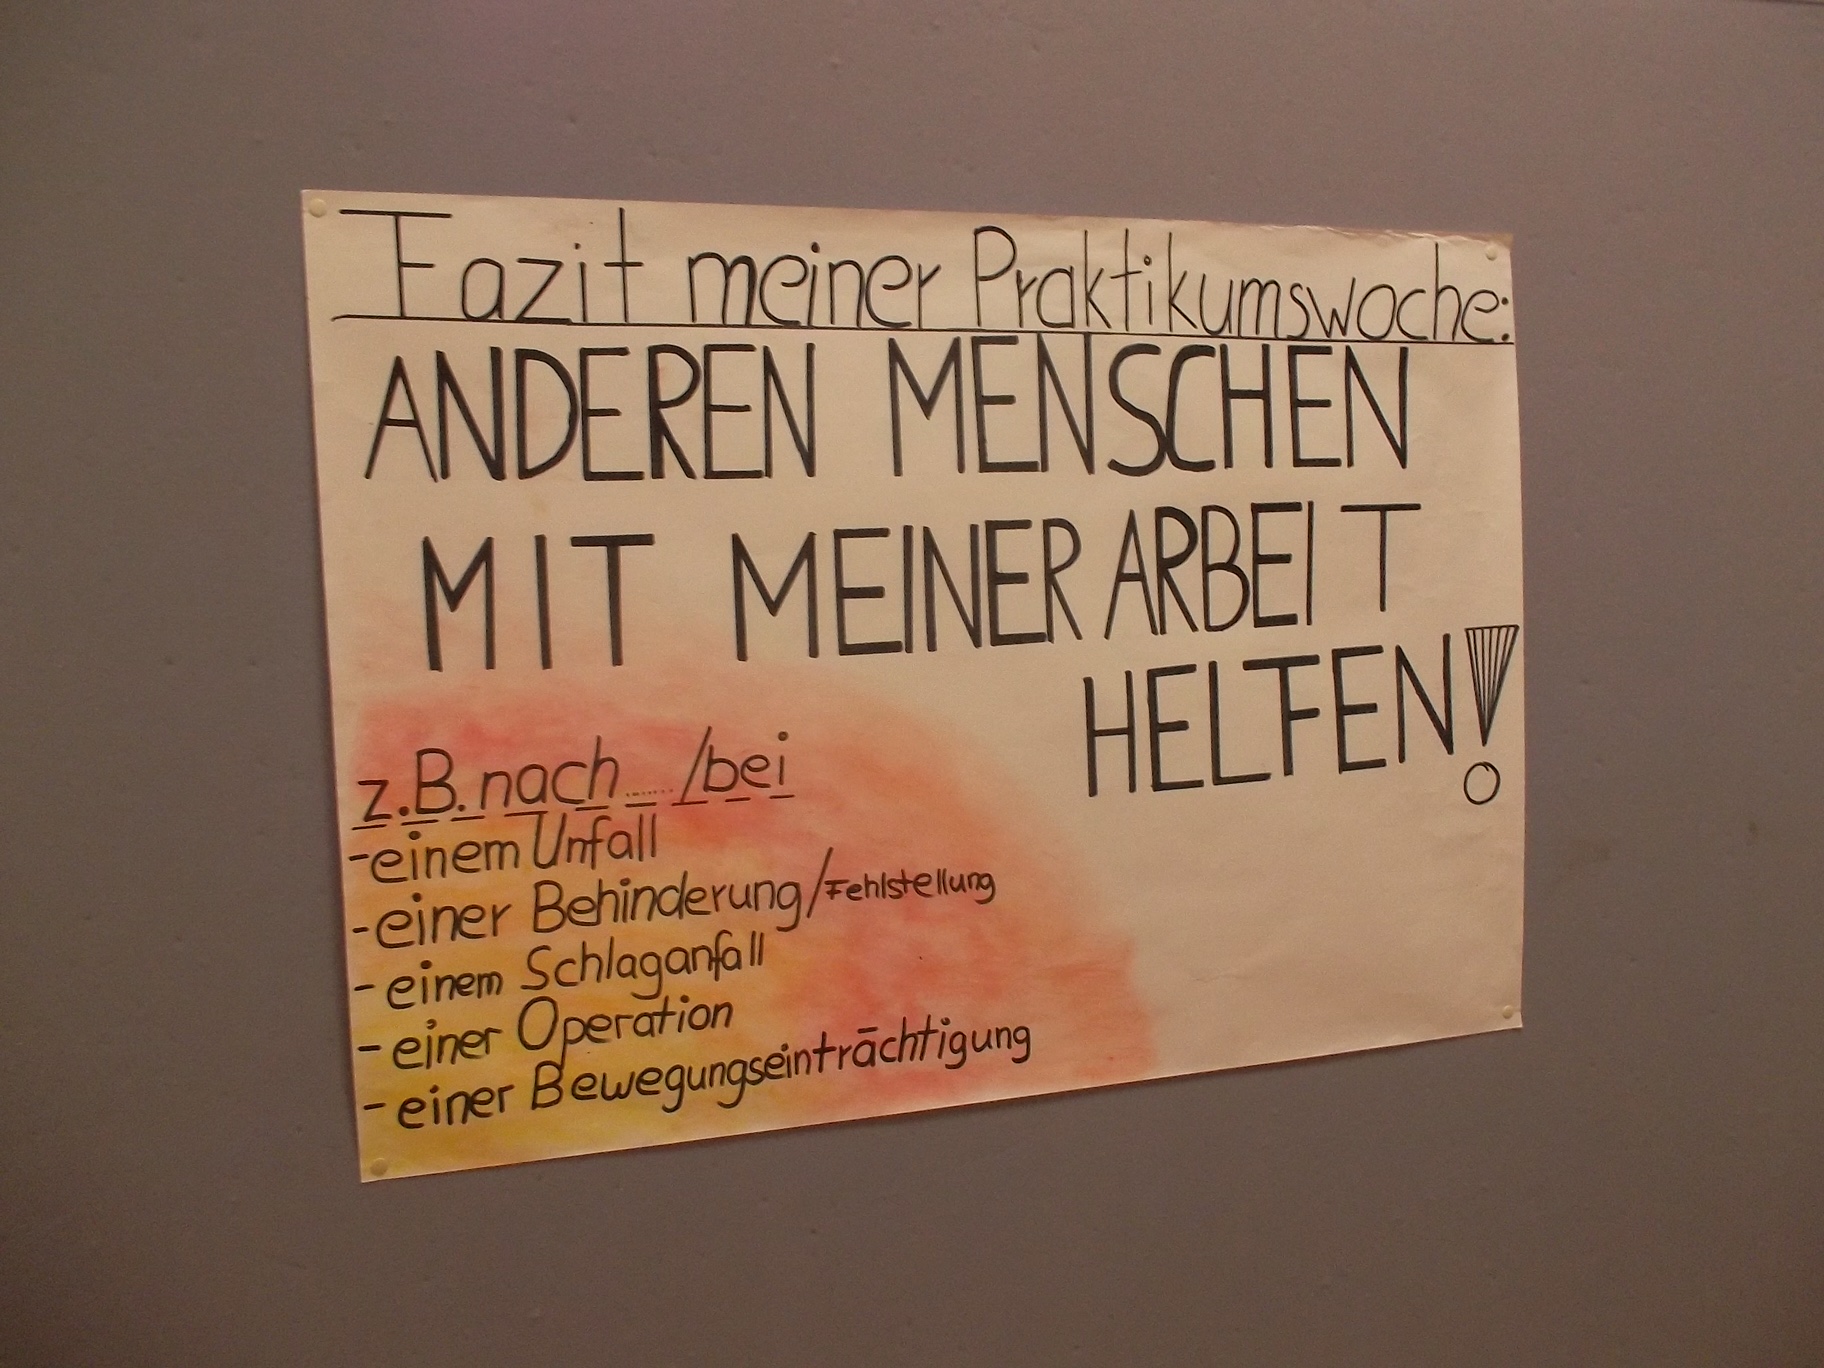 Fazit meiner Praktikumswoche:
ANDEREN MENSCHEN
MIT MEINER ARBEIT
HELFEN!
z.B. nach....../bei
-einem Unfall
-einer Behinderung/Fehlstellung
-einem Schlaganfall
-einer Operation
-einer Bewegungseinträchtigung